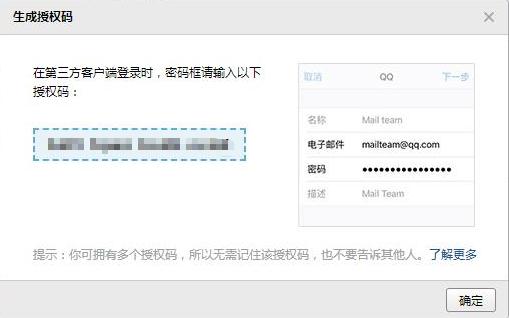 生成授权码
在第三方客户端登录时，密码框请输入以下
授权码：
取消 QQ 下一步
名称 Mail team
电子邮件 mailteam@qq.com
密码 ●●●●●●●●●●●●●●●●
描述 Mail Team
提示：你可拥有多个授权码，所以无需记住该授权码，也不要告诉其他人。了解更多
确定